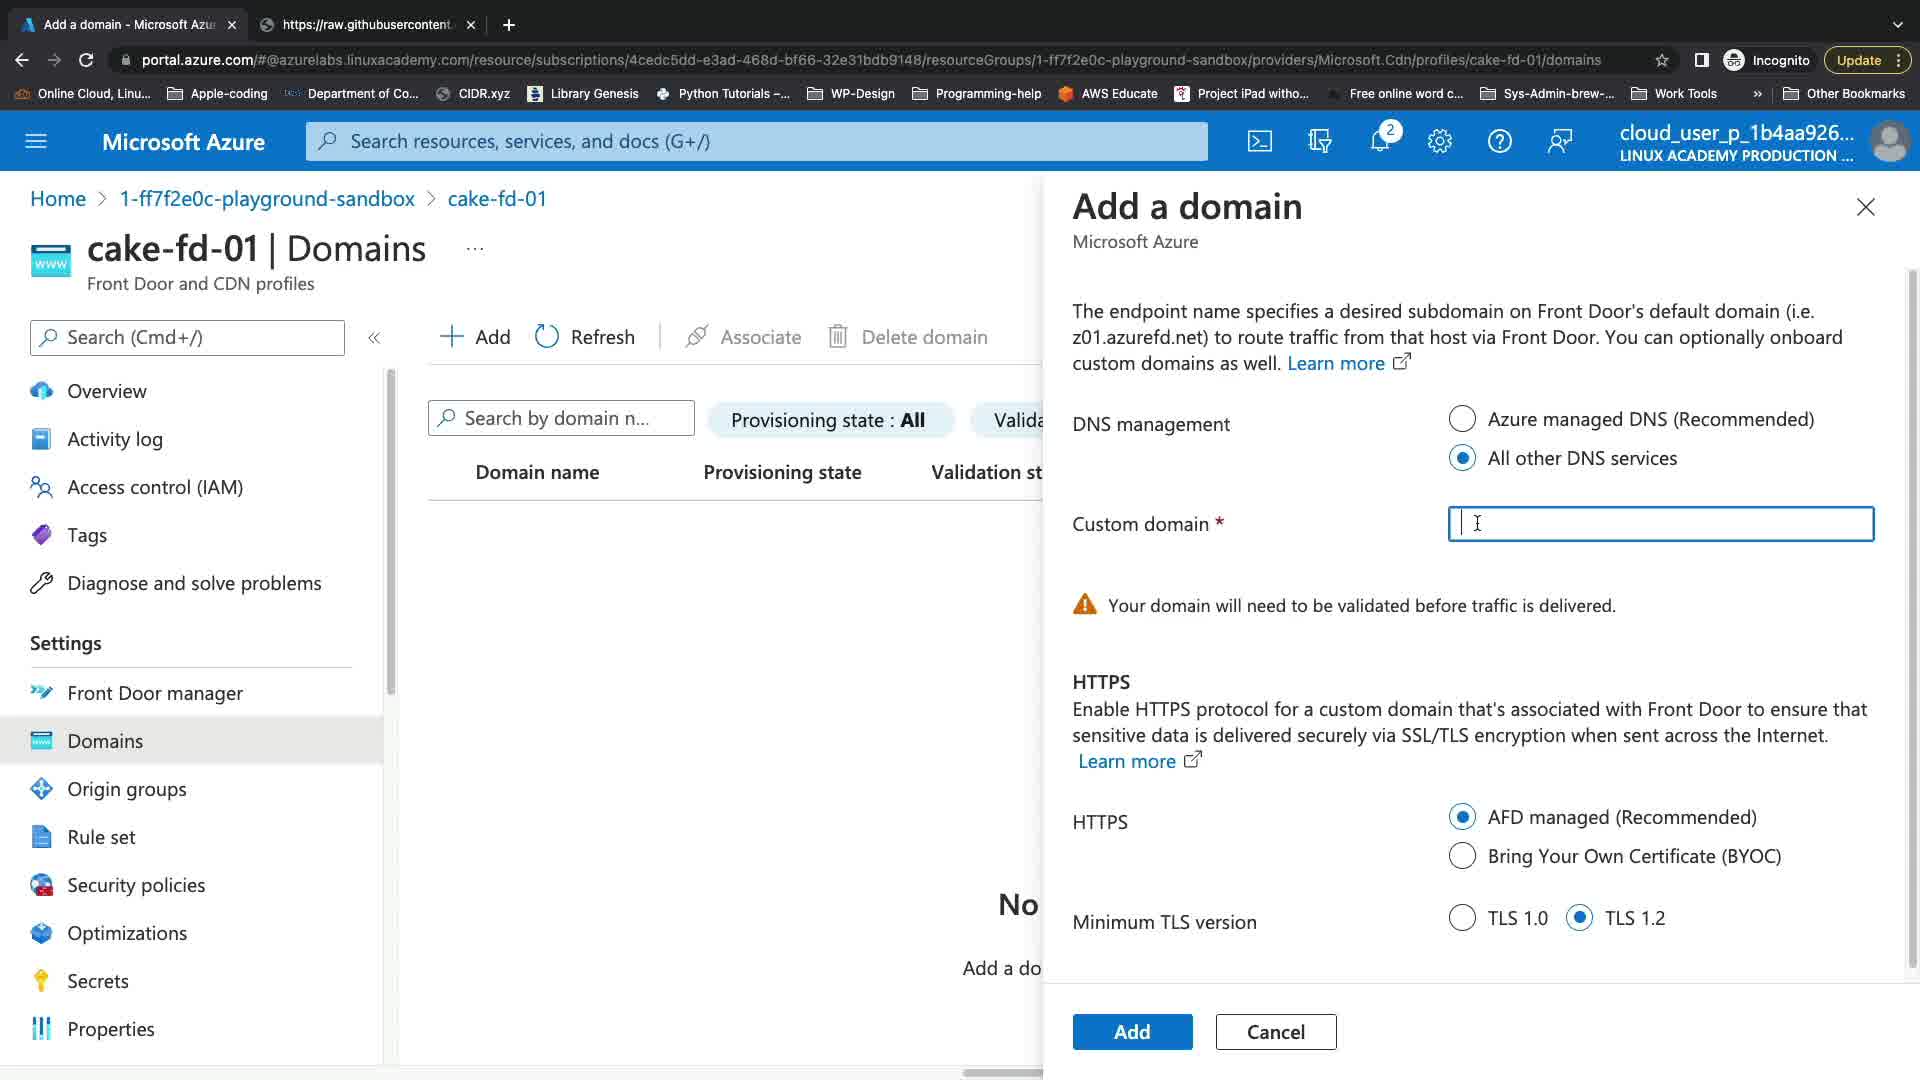 Add a domain - Microsoft Azu
https://raw.githubusercontent.
portal.azure.com/#@azurelabs.linuxacademy.com/resource/subscriptions/4cedc5dd-e3ad-468d-bf66-32e31bdb9148/resourceGroups/1-ff7f2e0c-playground-sandbox/providers/Microsoft.Cdn/profiles/cake-fd-01/domains
Incognito
Update
Online Cloud, Linu...
Apple-coding
Department of Co...
CIDR.xyz
Library Genesis
Python Tutorials –...
WP-Design
Programming-help
AWS Educate
Project iPad witho...
Free online word c...
Sys-Admin-brew-...
Work Tools
»
Other Bookmarks
Microsoft Azure
Search resources, services, and docs (G+/)
2
cloud_user_p_1b4aa926...
LINUX ACADEMY PRODUCTION ...
Home > 1-ff7f2e0c-playground-sandbox > cake-fd-01
www
cake-fd-01 | Domains ...
Front Door and CDN profiles
Search (Cmd+/)
«
Overview
Activity log
Access control (IAM)
Tags
Diagnose and solve problems
Settings
Front Door manager
Domains
Origin groups
Rule set
Security policies
Optimizations
Secrets
Properties
Add
Refresh
Associate
Delete domain
Search by domain n...
Provisioning state : All
Valida
Domain name
Provisioning state
Validation st
No
Add a do
Add a domain
Microsoft Azure
The endpoint name specifies a desired subdomain on Front Door's default domain (i.e.
z01.azurefd.net) to route traffic from that host via Front Door. You can optionally onboard
custom domains as well. Learn more
DNS management
Azure managed DNS (Recommended)
All other DNS services
Custom domain *
Your domain will need to be validated before traffic is delivered.
HTTPS
Enable HTTPS protocol for a custom domain that's associated with Front Door to ensure that
sensitive data is delivered securely via SSL/TLS encryption when sent across the Internet.
Learn more
HTTPS
AFD managed (Recommended)
Bring Your Own Certificate (BYOC)
Minimum TLS version
TLS 1.0
TLS 1.2
Add
Cancel